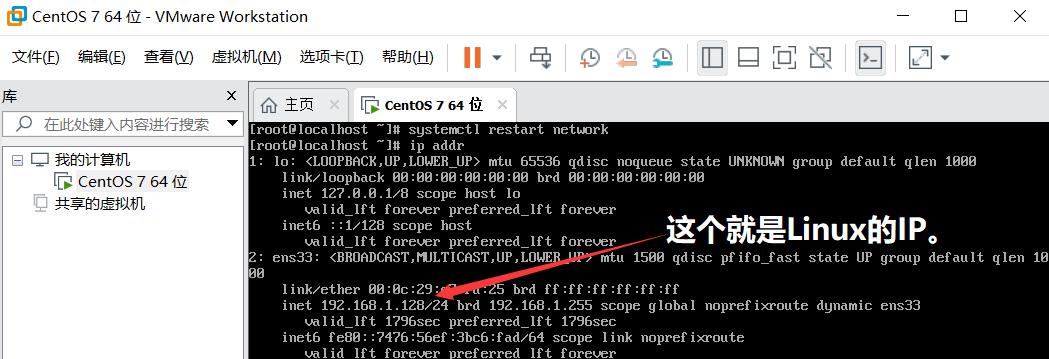 CentOS 7 64 位 - VMware Workstation
文件(F) 编辑(E) 查看(V) 虚拟机(M) 选项卡(T) 帮助(H)
库
在此处键入内容进行搜索
我的计算机
CentOS 7 64 位
共享的虚拟机
主页 CentOS 7 64 位
[root@localhost ~]# systemctl restart network
[root@localhost ~]# ip addr
1: lo: <LOOPBACK,UP,LOWER_UP> mtu 65536 qdisc noqueue state UNKNOWN group default qlen 1000
link/loopback 00:00:00:00:00:00 brd 00:00:00:00:00:00
inet 127.0.0.1/8 scope host lo
valid_lft forever preferred_lft forever
inet6 ::1/128 scope host
valid_lft forever preferred_lft forever
这个就是Linux的IP。
2: ens33: <BROADCAST,MULTICAST,UP,LOWER_UP> mtu 1500 qdisc pfifo_fast state UP group default qlen 10
00
link/ether brd ff:ff:ff:ff:ff:ff
inet 192.168.1.128/24 brd 192.168.1.255 scope global noprefixroute dynamic ens33
valid_lft 1796sec preferred_lft 1796sec
inet6 fe80::7476:56ef:3bc6:fad/64 scope link noprefixroute
valid_lft forever preferred_lft forever